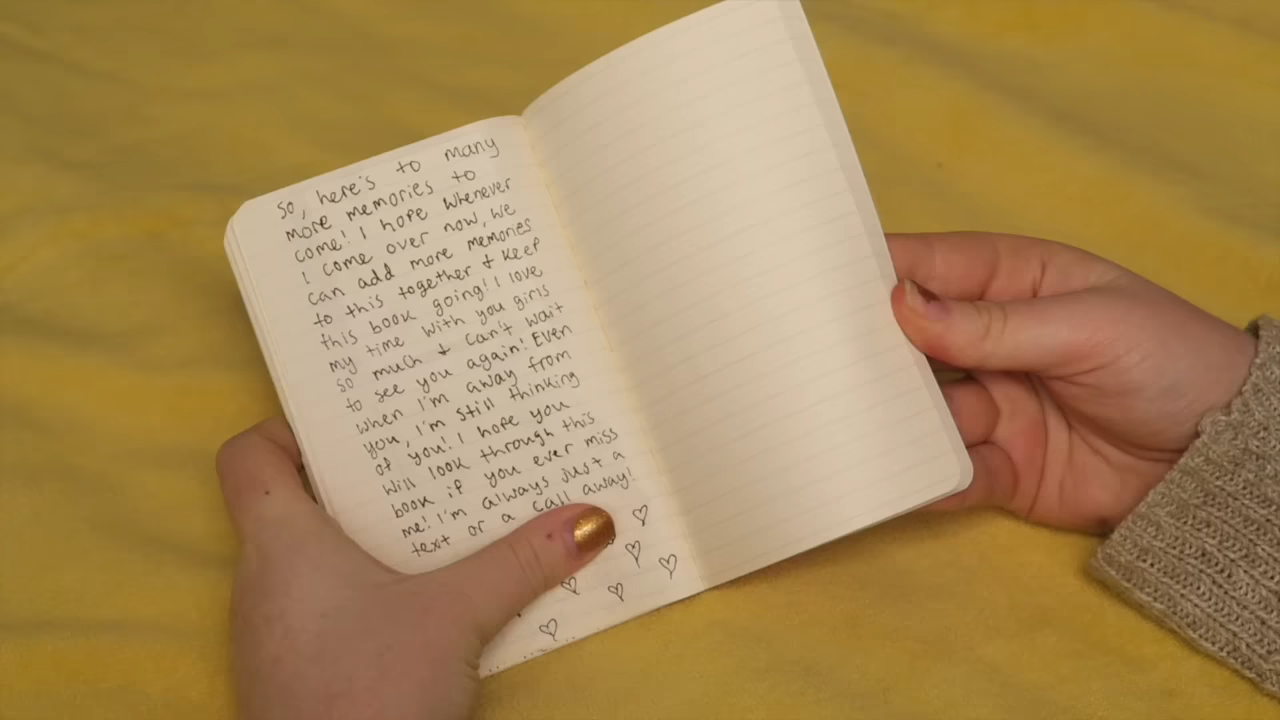 So, here's to many
more memories to
come! I hope whenever
I come over now, we
can add more memories
to this together & keep
this book going! I love
my time with you girls
so much & can't wait
to see you again! Even
when I'm away from
you, I'm still thinking
of you! I hope you
will look through this
book if you ever miss
me! I'm always just a
text or a call away!